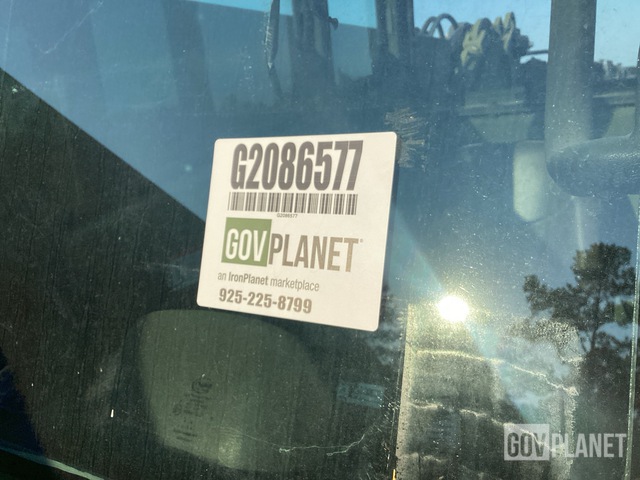 G2086577
G2086577
GOVPLANET®
an IronPlanet marketplace
925-225-8799
GOVPLANET